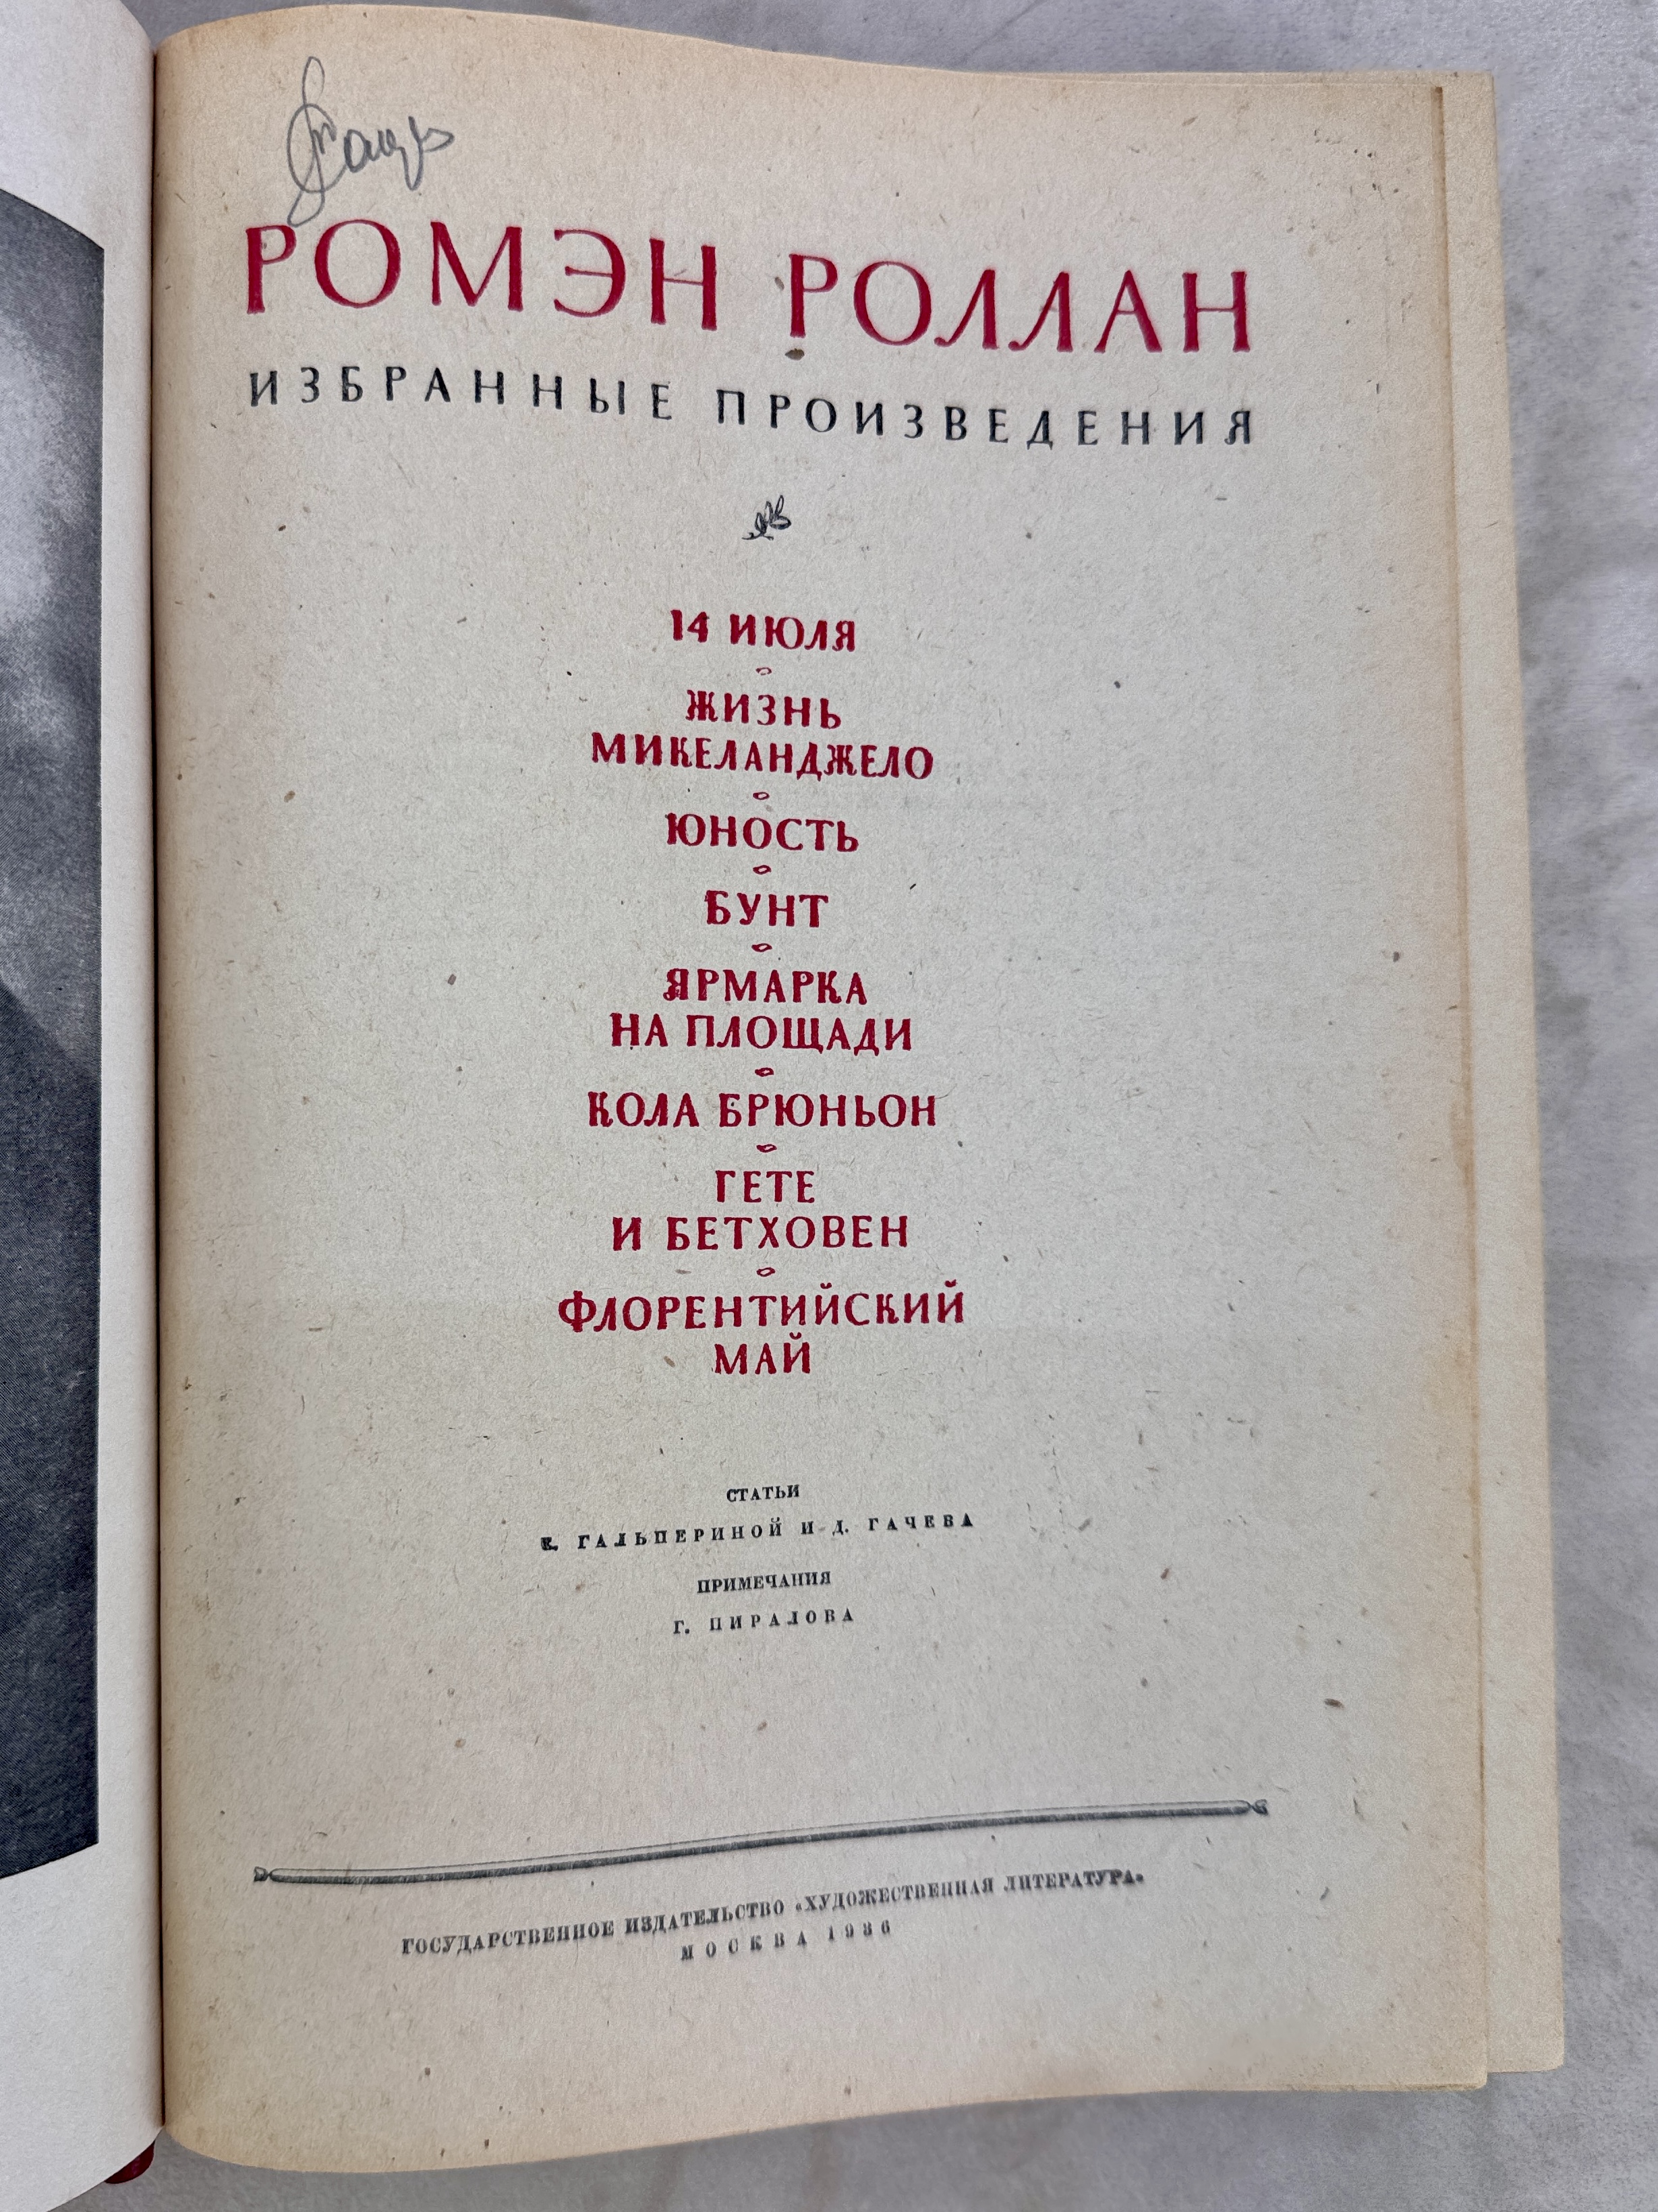 РОМЭН РОЛЛАН
ИЗБРАННЫЕ ПРОИЗВЕДЕНИЯ
14 ИЮЛЯ
ЖИЗНЬ
МИКЕЛАНДЖЕЛО
ЮНОСТЬ
БУНТ
ЯРМАРКА
НА ПЛОЩАДИ
КОЛА БРЮНЬОН
ГЕТЕ
И БЕТХОВЕН
ФЛОРЕНТИЙСКИЙ
МАЙ
СТАТЬИ
Е. ГАЛЬПЕРИНОЙ И Д. ГАЧЕВА
ПРИМЕЧАНИЯ
Г. ПИРАЛОВА
ГОСУДАРСТВЕННОЕ ИЗДАТЕЛЬСТВО «ХУДОЖЕСТВЕННАЯ ЛИТЕРАТУРА»
МОСКВА 1936